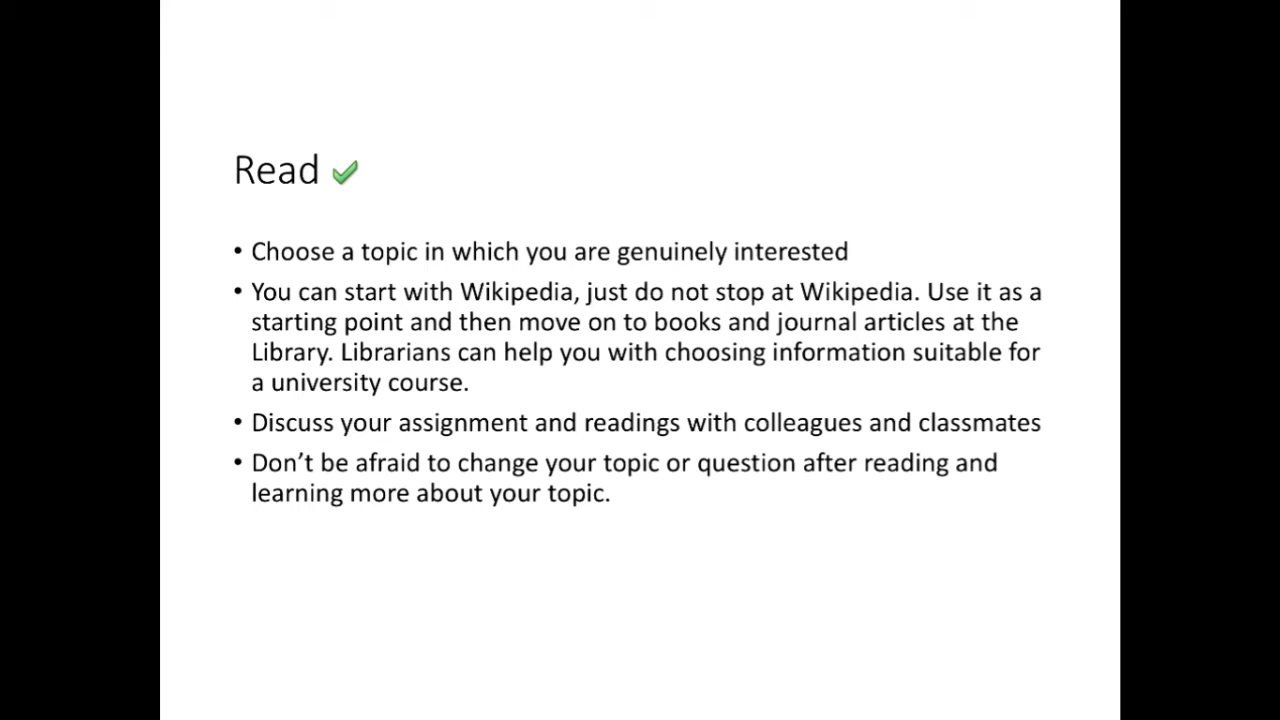 Read
• Choose a topic in which you are genuinely interested
• You can start with Wikipedia, just do not stop at Wikipedia. Use it as a
starting point and then move on to books and journal articles at the
Library. Librarians can help you with choosing information suitable for
a university course.
• Discuss your assignment and readings with colleagues and classmates
• Don’t be afraid to change your topic or question after reading and
learning more about your topic.